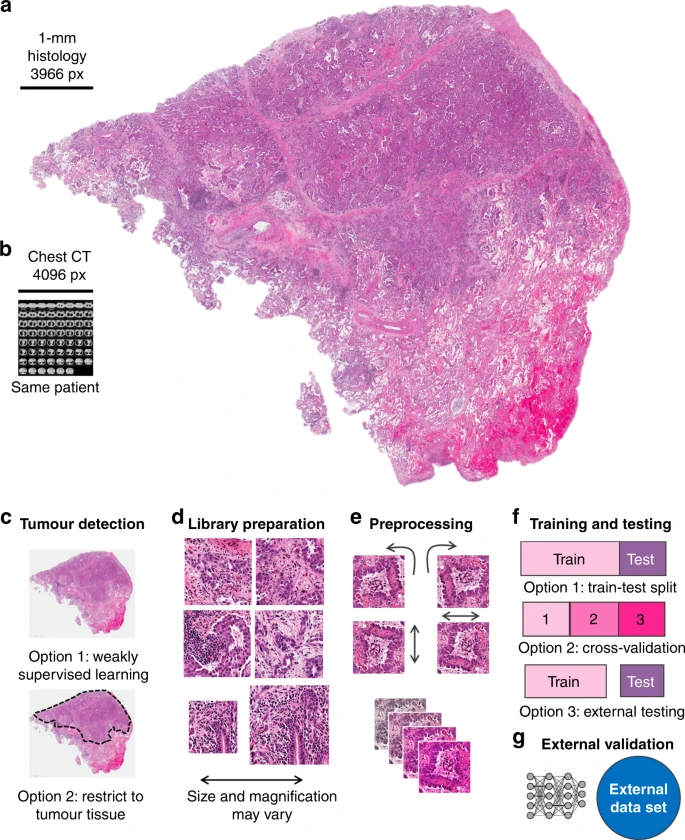 a
1-mm
histology
3966 px
b
Chest CT
4096 px
Same patient
c Tumour detection
Option 1: weakly
supervised learning
Option 2: restrict to
tumour tissue
d Library preparation
Size and magnification
may vary
e Preprocessing
f Training and testing
Train Test
Option 1: train-test split
1 2 3
Option 2: cross-validation
Train Test
Option 3: external testing
g External validation
External
data set